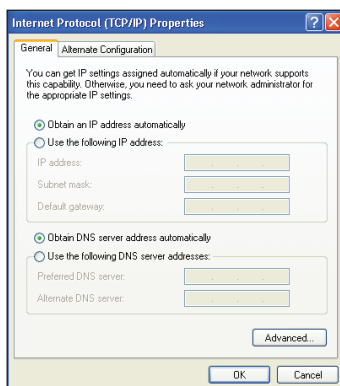 Internet Protocol (TCP/IP) Properties
General
Alternate Configuration
You can get IP settings assigned automatically if your network supports
this capability. Otherwise, you need to ask your network administrator for
the appropriate IP settings.
Obtain an IP address automatically
Use the following IP address:
IP address:
Subnet mask:
Default gateway:
Obtain DNS server address automatically
Use the following DNS server addresses:
Preferred DNS server:
Alternate DNS server:
Advanced...
OK
Cancel